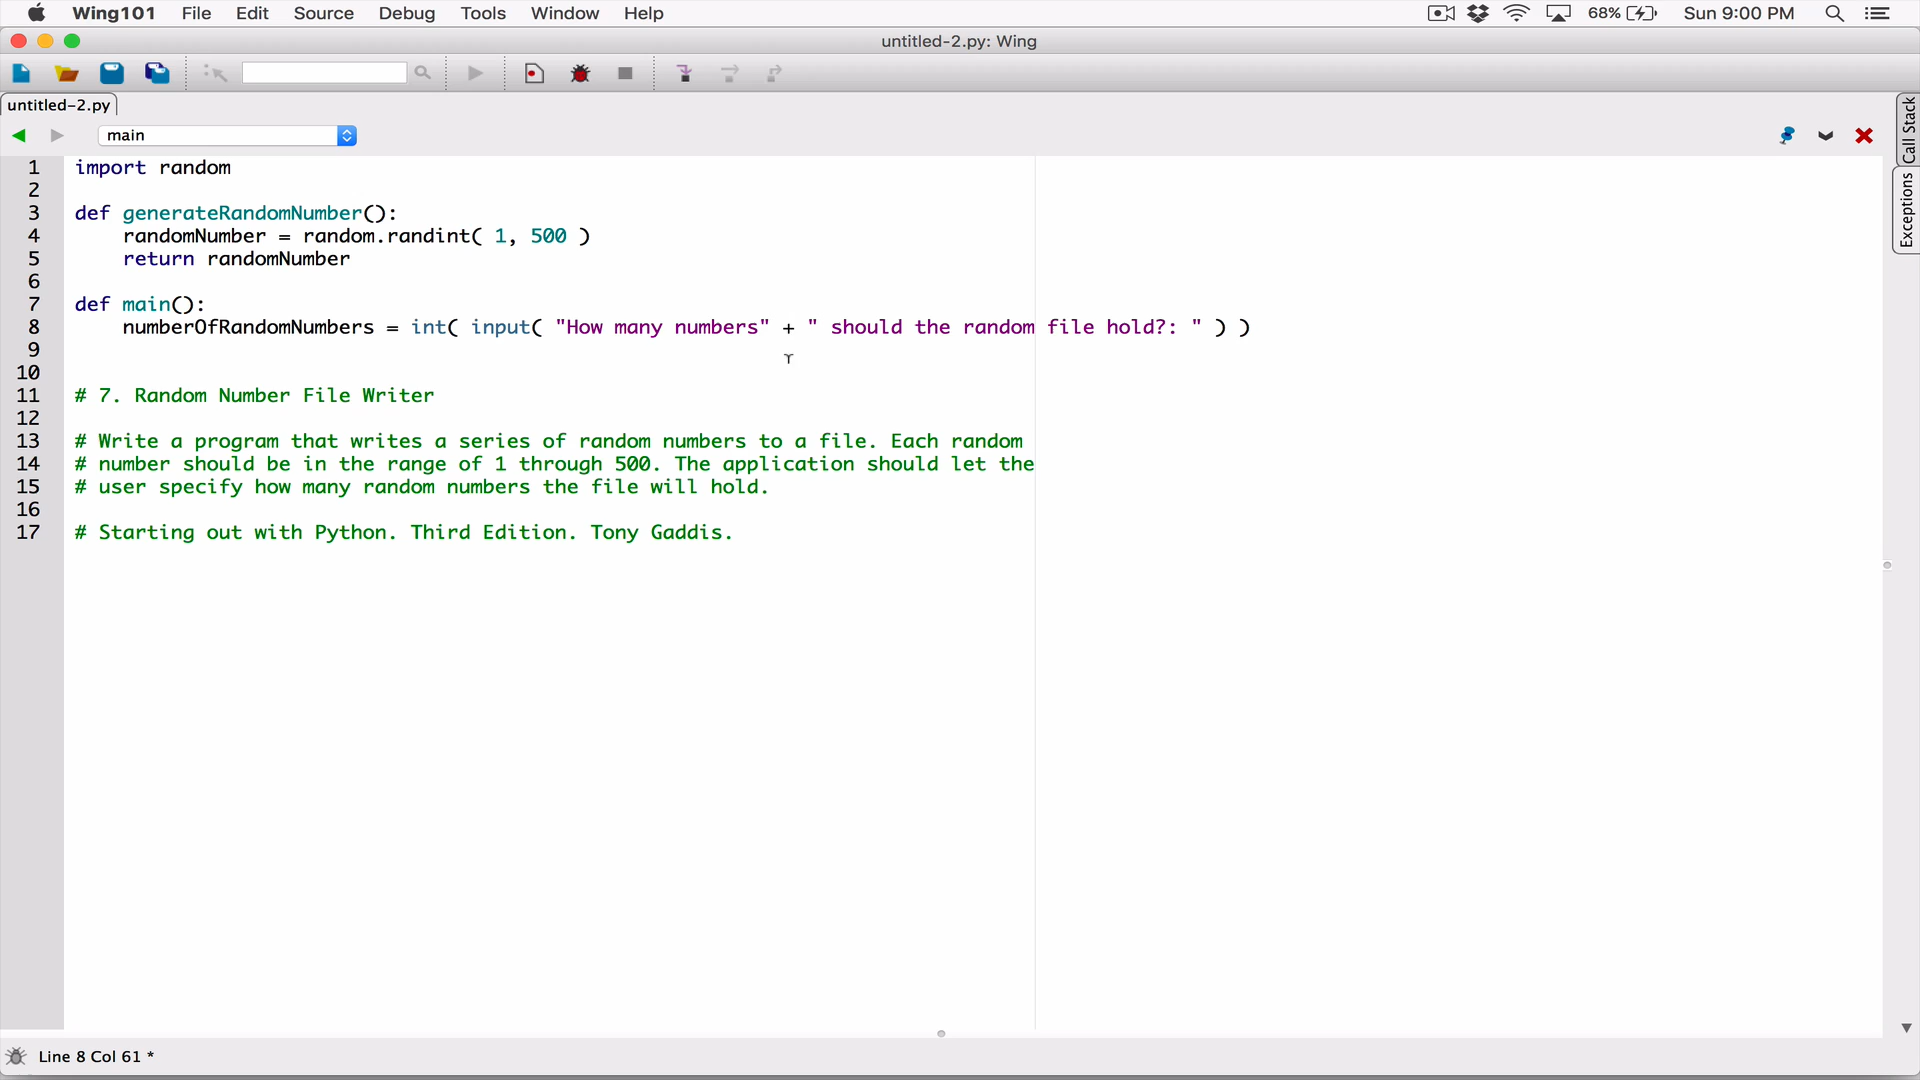 Wing101 File Edit Source Debug Tools Window Help 68% Sun 9:00 PM
untitled-2.py: Wing
untitled-2.py
main
1 import random
2
3 def generateRandomNumber():
4 randomNumber = random.randint( 1, 500 )
5 return randomNumber
6
7 def main():
8 numberOfRandomNumbers = int( input( "How many numbers" + " should the random file hold?: " ) )
9
10
11 # 7. Random Number File Writer
12
13 # Write a program that writes a series of random numbers to a file. Each random
14 # number should be in the range of 1 through 500. The application should let the
15 # user specify how many random numbers the file will hold.
16
17 # Starting out with Python. Third Edition. Tony Gaddis.
Call Stack
Exceptions
Line 8 Col 61 *